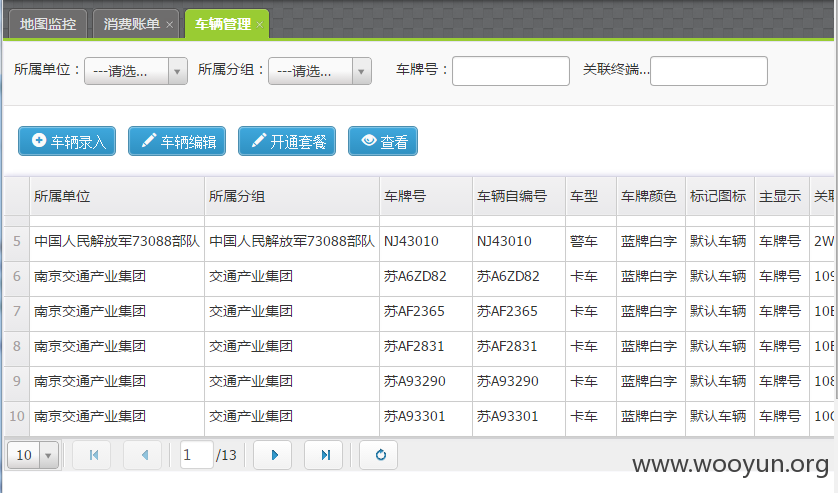 地图监控 消费账单 × 车辆管理 ×
所属单位： ---请选... 所属分组： ---请选... 车牌号： 关联终端...
车辆录入 车辆编辑 开通套餐 查看
所属单位 所属分组 车牌号 车辆自编号 车型 车牌颜色 标记图标 主显示 关联
5 中国人民解放军73088部队 中国人民解放军73088部队 NJ43010 NJ43010 警车 蓝牌白字 默认车辆 车牌号 2W
6 南京交通产业集团 交通产业集团 苏A6ZD82 苏A6ZD82 卡车 蓝牌白字 默认车辆 车牌号 109
7 南京交通产业集团 交通产业集团 苏AF2365 苏AF2365 卡车 蓝牌白字 默认车辆 车牌号 10E
8 南京交通产业集团 交通产业集团 苏AF2831 苏AF2831 卡车 蓝牌白字 默认车辆 车牌号 10E
9 南京交通产业集团 交通产业集团 苏A93290 苏A93290 卡车 蓝牌白字 默认车辆 车牌号 108
10 南京交通产业集团 交通产业集团 苏A93301 苏A93301 卡车 蓝牌白字 默认车辆 车牌号 10C
10 1 /13
www.wooyun.org